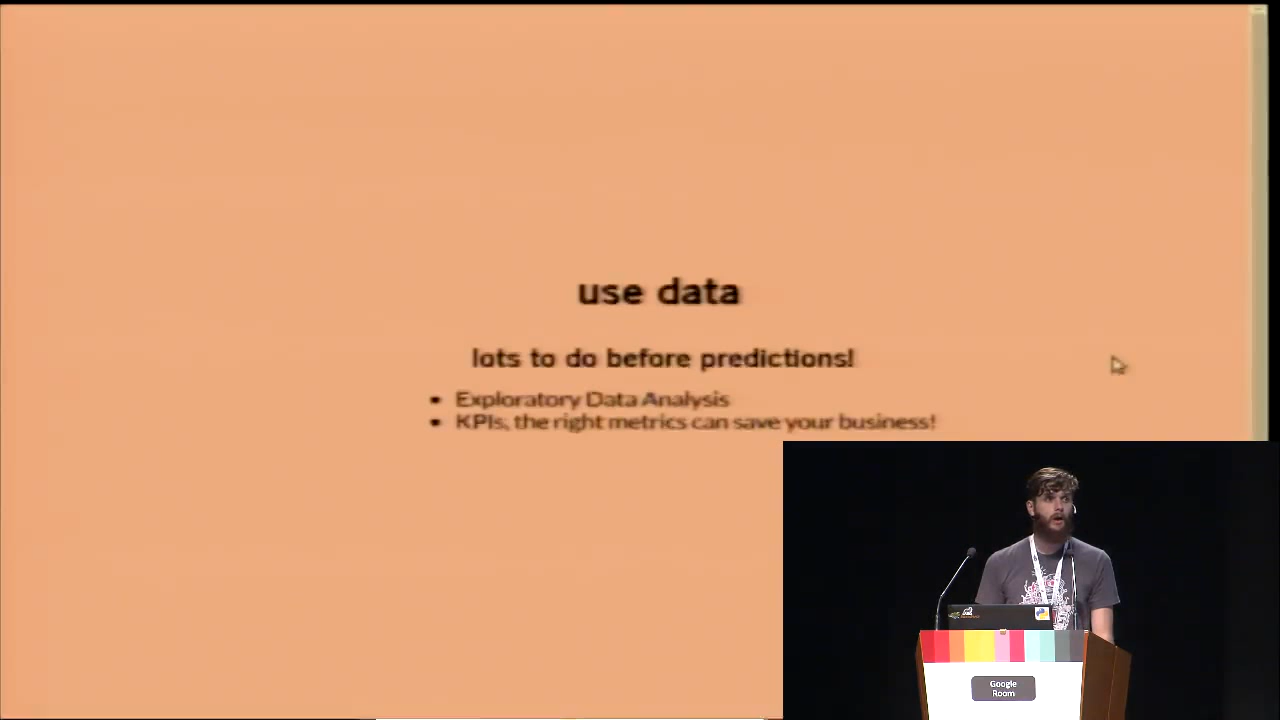 use data
lots to do before predictions!
• Exploratory Data Analysis
• KPIs, the right metrics can save your business!
Google
Room